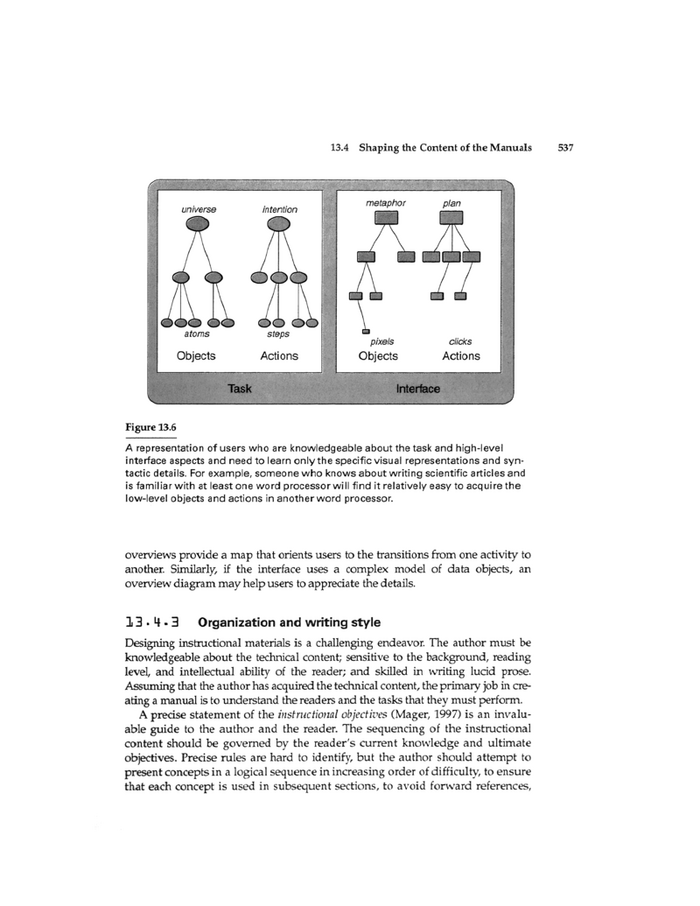 13.4 Shaping the Content of the Manuals 537
universe intention metaphor plan
atoms steps pixels clicks
Objects Actions Objects Actions
Task Interface
Figure 13.6
A representation of users who are knowledgeable about the task and high-level
interface aspects and need to learn only the specific visual representations and syn-
tactic details. For example, someone who knows about writing scientific articles and
is familiar with at least one word processor will find it relatively easy to acquire the
low-level objects and actions in another word processor.
overviews provide a map that orients users to the transitions from one activity to
another. Similarly, if the interface uses a complex model of data objects, an
overview diagram may help users to appreciate the details.
13.4.3 Organization and writing style
Designing instructional materials is a challenging endeavor. The author must be
knowledgeable about the technical content; sensitive to the background, reading
level, and intellectual ability of the reader; and skilled in writing lucid prose.
Assuming that the author has acquired the technical content, the primary job in cre-
ating a manual is to understand the readers and the tasks that they must perform.
A precise statement of the instructional objectives (Mager, 1997) is an invalu-
able guide to the author and the reader. The sequencing of the instructional
content should be governed by the reader's current knowledge and ultimate
objectives. Precise rules are hard to identify, but the author should attempt to
present concepts in a logical sequence in increasing order of difficulty, to ensure
that each concept is used in subsequent sections, to avoid forward references,